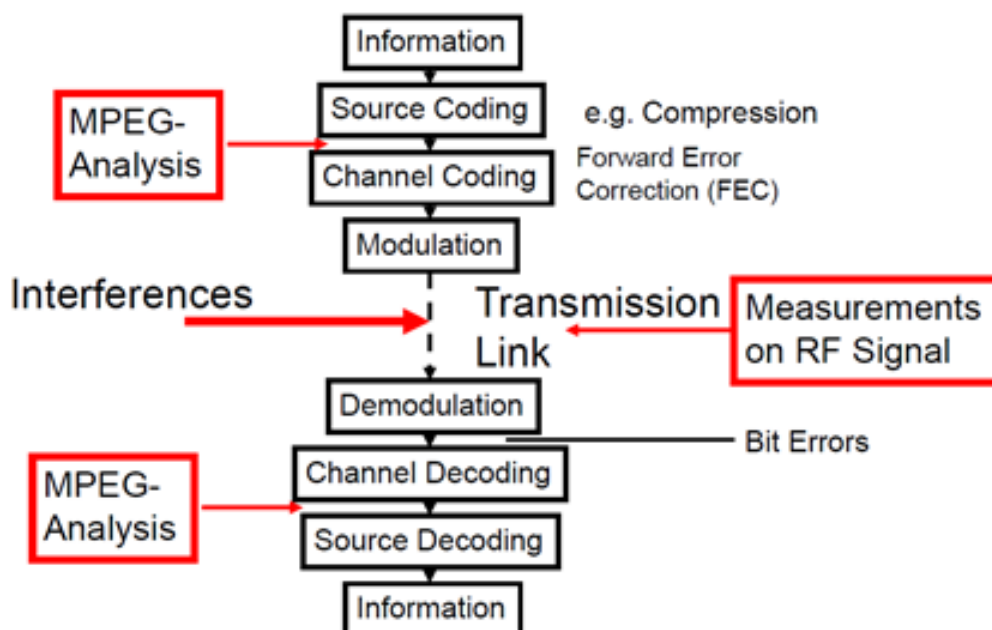 Information
MPEG-
Analysis
Source Coding
e.g. Compression
Channel Coding
Forward Error
Correction (FEC)
Modulation
Interferences
Transmission
Link
Measurements
on RF Signal
Demodulation
Bit Errors
MPEG-
Analysis
Channel Decoding
Source Decoding
Information